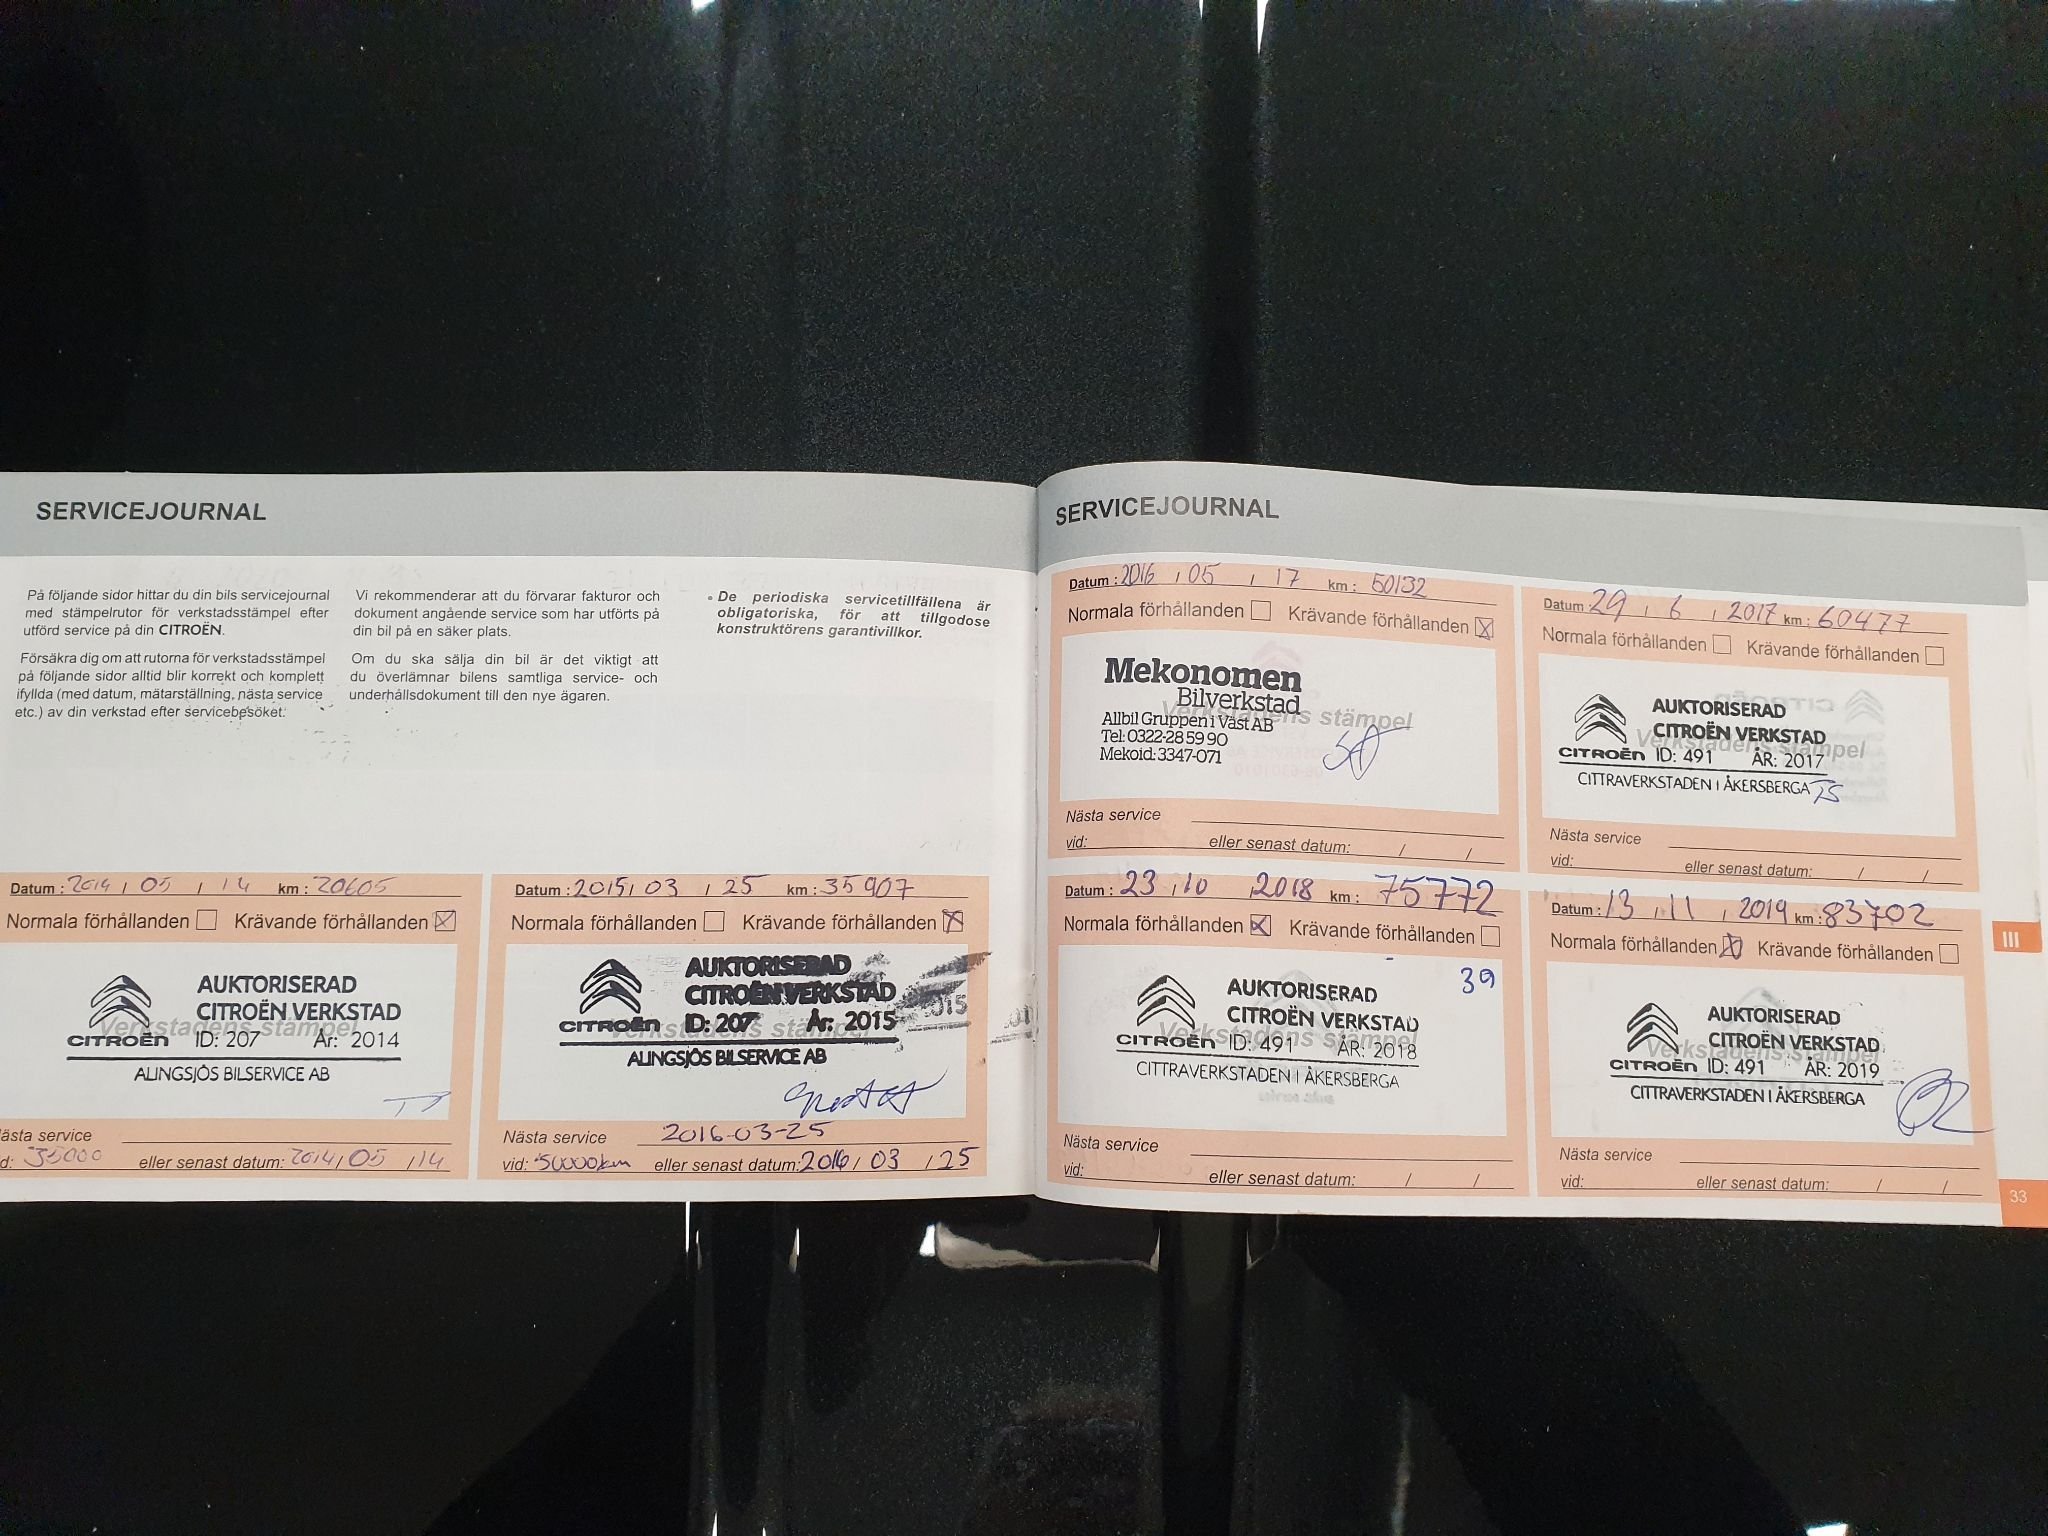 SERVICEJOURNAL
På följande sidor hittar du din bils servicejournal
med stämpelrutor för verkstadsstämpel efter
utförd service på din CITROËN.
Försäkra dig om att rutorna för verkstadsstämpel
på följande sidor alltid blir korrekt och komplett
ifyllda (med datum, mätarställning, nästa service
etc.) av din verkstad efter servicebesöket.
Vi rekommenderar att du förvarar fakturor och
dokument angående service som har utförts på
din bil på en säker plats.
Om du ska sälja din bil är det viktigt att
du överlämnar bilens samtliga service- och
underhållsdokument till den nye ägaren.
• De periodiska servicetillfällena är
obligatoriska, för att tillgodose
konstruktörens garantivillkor.
Datum : 2014 / 05 / 14 km : 20605
Normala förhållanden Krävande förhållanden
Verkstadens stämpel
AUKTORISERAD
CITROËN VERKSTAD
CITROËN ID: 207 År: 2014
ALINGSJÖS BILSERVICE AB
ästa service
d: 35000 eller senast datum: 2014 / 05 / 14
Datum : 2015 / 03 / 25 km : 35907
Normala förhållanden Krävande förhållanden
Verkstadens stämpel
AUKTORISERAD
CITROËN VERKSTAD
CITROËN ID: 207 År: 2015
ALINGSJÖS BILSERVICE AB
Nästa service 2016-03-25
vid: 50000km eller senast datum: 2016 / 03 / 25
SERVICEJOURNAL
Datum : 2016 / 05 / 17 km : 50132
Normala förhållanden Krävande förhållanden
Verkstadens stämpel
Mekonomen
Bilverkstad
Allbil Gruppen i Väst AB
Tel: 0322-28 59 90
Mekoid: 3347-071
Nästa service
vid: eller senast datum: / /
Datum 29 / 6 / 2017 km : 60477
Normala förhållanden Krävande förhållanden
Verkstadens stämpel
AUKTORISERAD
CITROËN VERKSTAD
CITROËN ID: 491 ÅR: 2017
CITTRAVERKSTADEN I ÅKERSBERGA
Nästa service
vid: eller senast datum: / /
Datum : 23 / 10 2018 km : 75772
Normala förhållanden Krävande förhållanden
39
Verkstadens stämpel
AUKTORISERAD
CITROËN VERKSTAD
CITROËN ID: 491 ÅR: 2018
CITTRAVERKSTADEN I ÅKERSBERGA
Nästa service
vid: eller senast datum: / /
Datum : 13 / 11 / 2019 km : 83702
Normala förhållanden Krävande förhållanden
Verkstadens stämpel
AUKTORISERAD
CITROËN VERKSTAD
CITROËN ID: 491 ÅR: 2019
CITTRAVERKSTADEN I ÅKERSBERGA
Nästa service
vid: eller senast datum: / /
III
33